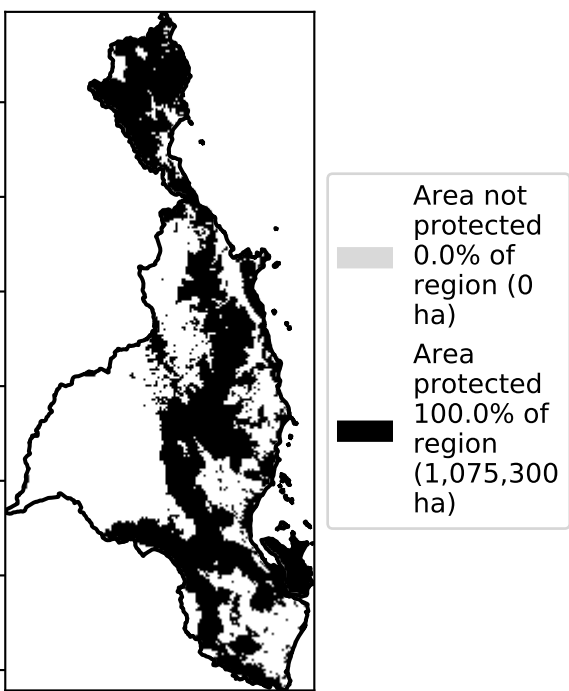 Area not
protected
0.0% of
region (0
ha)
Area
protected
100.0% of
region
(1,075,300
ha)